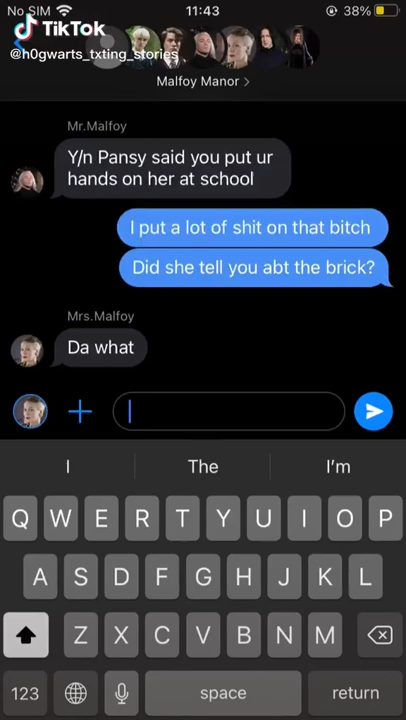 No SIM
11:43
38%
TikTok
@h0gwarts_txting_stories
Malfoy Manor >
Mr.Malfoy
Y/n Pansy said you put ur
hands on her at school
I put a lot of shit on that bitch
Did she tell you abt the brick?
Mrs.Malfoy
Da what
I
The
I'm
Q W E R T Y U I O P
A S D F G H J K L
Z X C V B N M
123
space
return